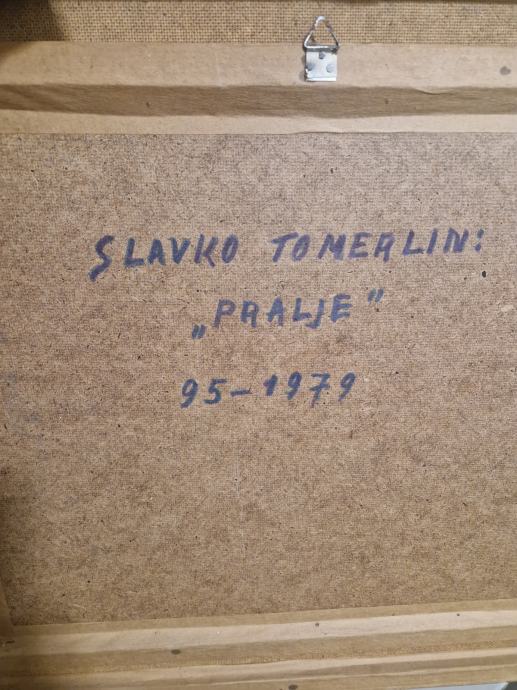 SLAVKO TOMERLIN:
„PRALJE"
95-1979